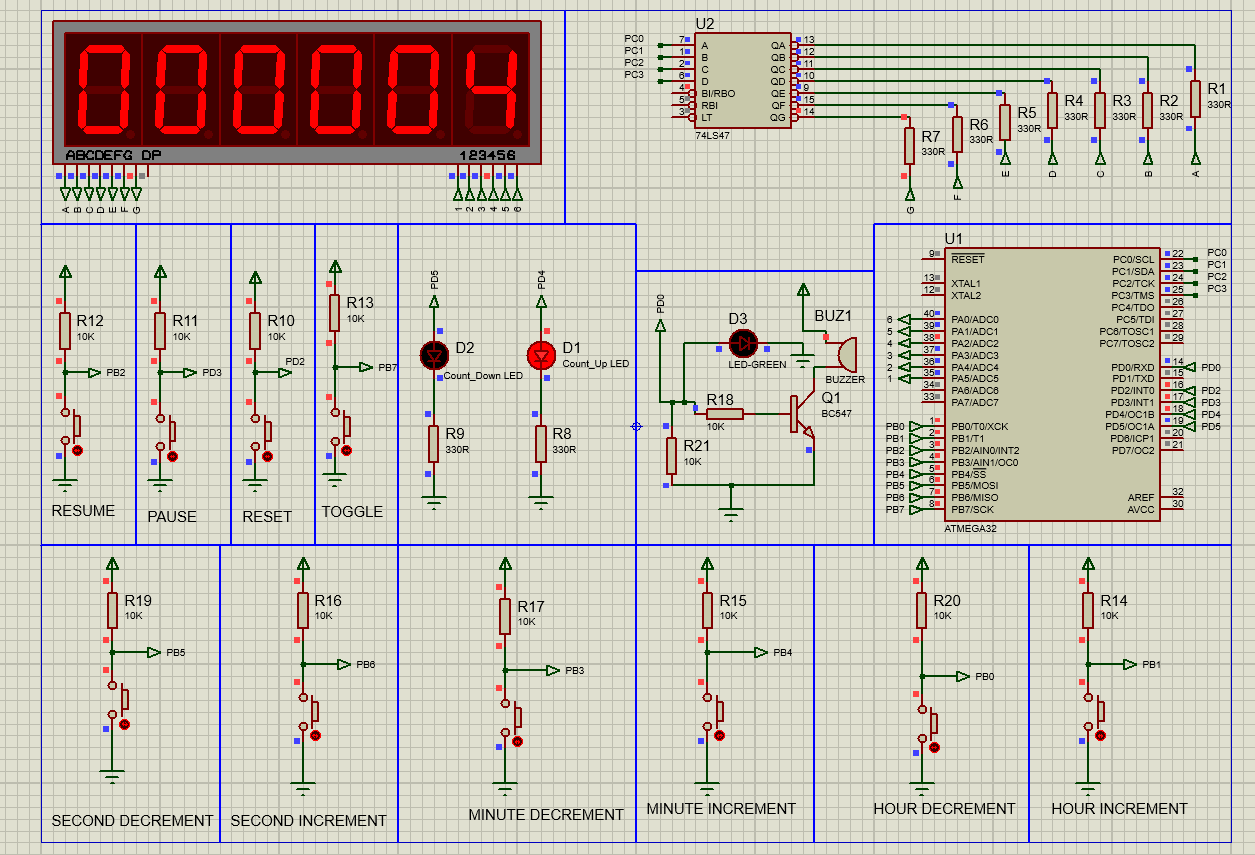 000004
ABCDEFG DP 123456
A B C D E F G
1 2 3 4 5 6
U2
PC0 7 A QA 13
PC1 1 B QB 12
PC2 2 C QC 11
PC3 6 D QD 10
4 BI/RBO QE 9
5 RBI QF 15
3 LT QG 14
74LS47
R1
330R
R2
330R
R3
330R
R4
330R
R5
330R
R6
330R
R7
330R
G F E D C B A
R12
10K
PB2
RESUME
R11
10K
PD3
PAUSE
R10
10K
PD2
RESET
R13
10K
PB7
TOGGLE
PD5
D2
Count_Down LED
R9
330R
PD4
D1
Count_Up LED
R8
330R
PD0
D3
LED-GREEN
BUZ1
BUZZER
R18
10K
Q1
BC547
R21
10K
U1
9 RESET PC0/SCL 22 PC0
PC1/SDA 23 PC1
13 XTAL1 PC2/TCK 24 PC2
12 XTAL2 PC3/TMS 25 PC3
PC4/TDO 26
6 40 PA0/ADC0 PC5/TDI 27
5 39 PA1/ADC1 PC6/TOSC1 28
4 38 PA2/ADC2 PC7/TOSC2 29
3 37 PA3/ADC3
2 36 PA4/ADC4 PD0/RXD 14 PD0
1 35 PA5/ADC5 PD1/TXD 15
34 PA6/ADC6 PD2/INT0 16 PD2
33 PA7/ADC7 PD3/INT1 17 PD3
PD4/OC1B 18 PD4
PB0 1 PB0/T0/XCK PD5/OC1A 19 PD5
PB1 2 PB1/T1 PD6/ICP1 20
PB2 3 PB2/AIN0/INT2 PD7/OC2 21
PB3 4 PB3/AIN1/OC0
PB4 5 PB4/SS
PB5 6 PB5/MOSI
PB6 7 PB6/MISO AREF 32
PB7 8 PB7/SCK AVCC 30
ATMEGA32
R19
10K
PB5
SECOND DECREMENT
R16
10K
PB6
SECOND INCREMENT
R17
10K
PB3
MINUTE DECREMENT
R15
10K
PB4
MINUTE INCREMENT
R20
10K
PB0
HOUR DECREMENT
R14
10K
PB1
HOUR INCREMENT